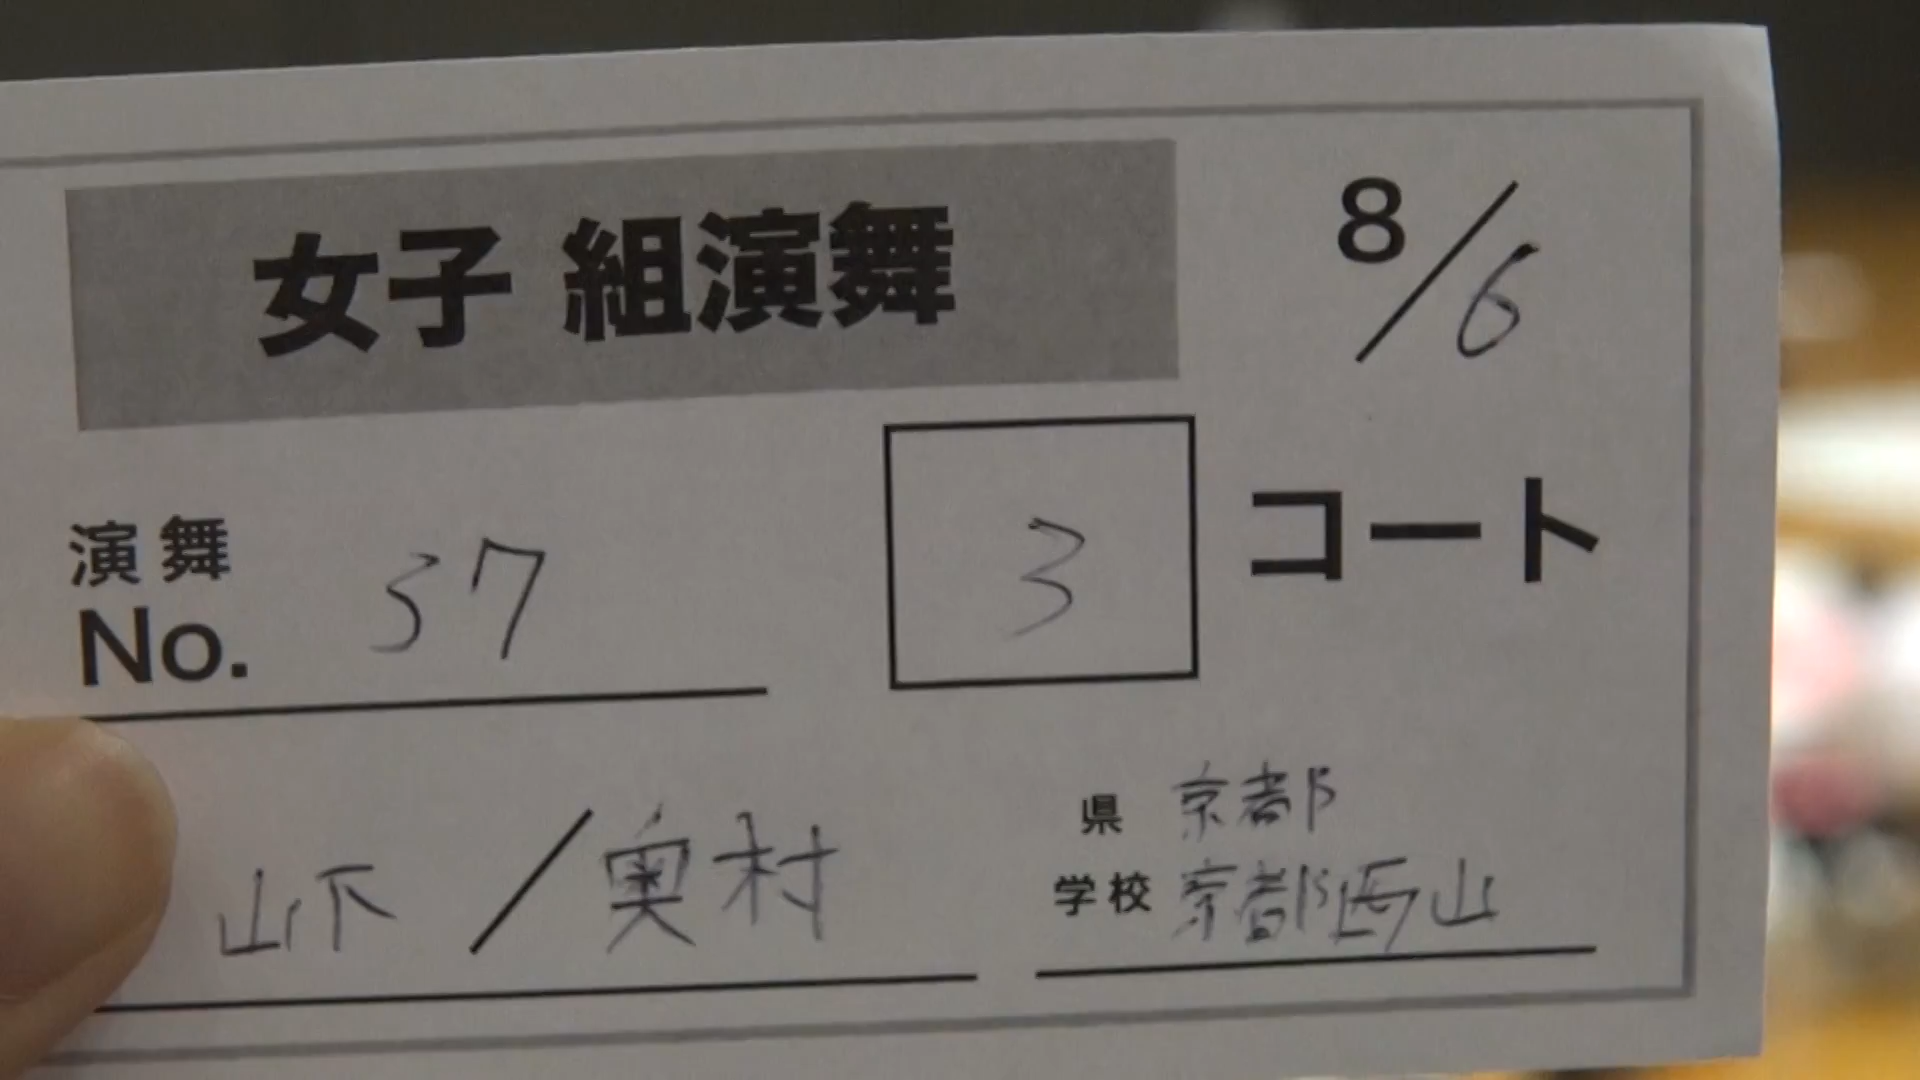 女子 組演舞 8/6
演舞
No. 37 3 コート
県 京都
山下/奥村 学校 京都西山